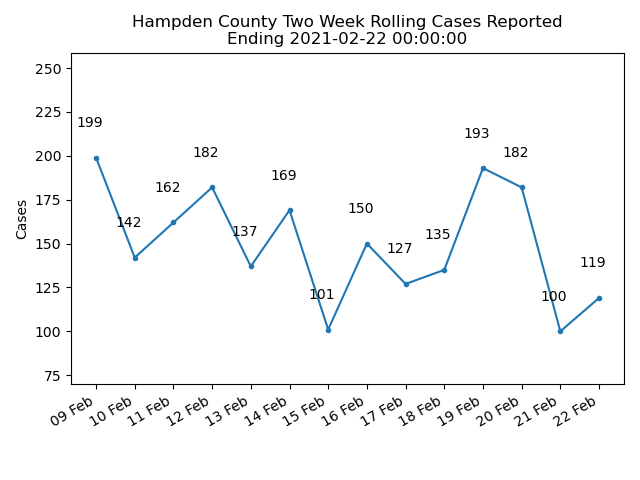 Hampden County Two Week Rolling Cases Reported
Ending 2021-02-22 00:00:00
Cases
250
225
200
175
150
125
100
75
199
142
162
182
137
169
101
150
127
135
193
182
100
119
09 Feb
10 Feb
11 Feb
12 Feb
13 Feb
14 Feb
15 Feb
16 Feb
17 Feb
18 Feb
19 Feb
20 Feb
21 Feb
22 Feb